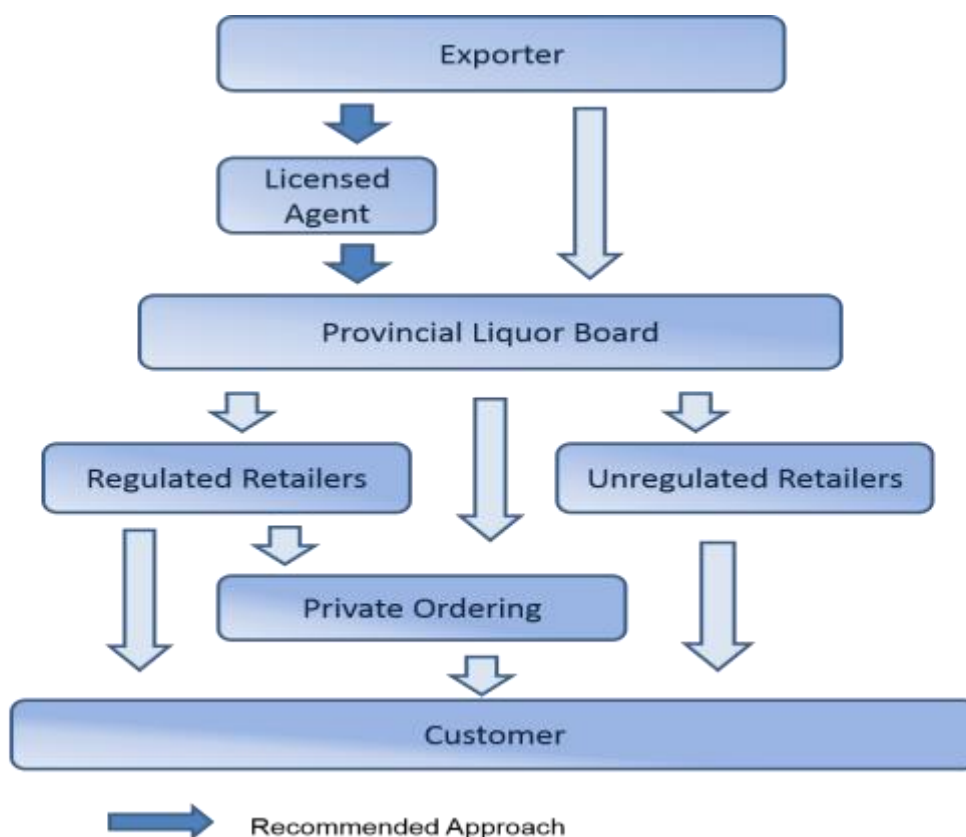 Exporter
Licensed
Agent
Provincial Liquor Board
Regulated Retailers
Unregulated Retailers
Private Ordering
Customer
Recommended Approach